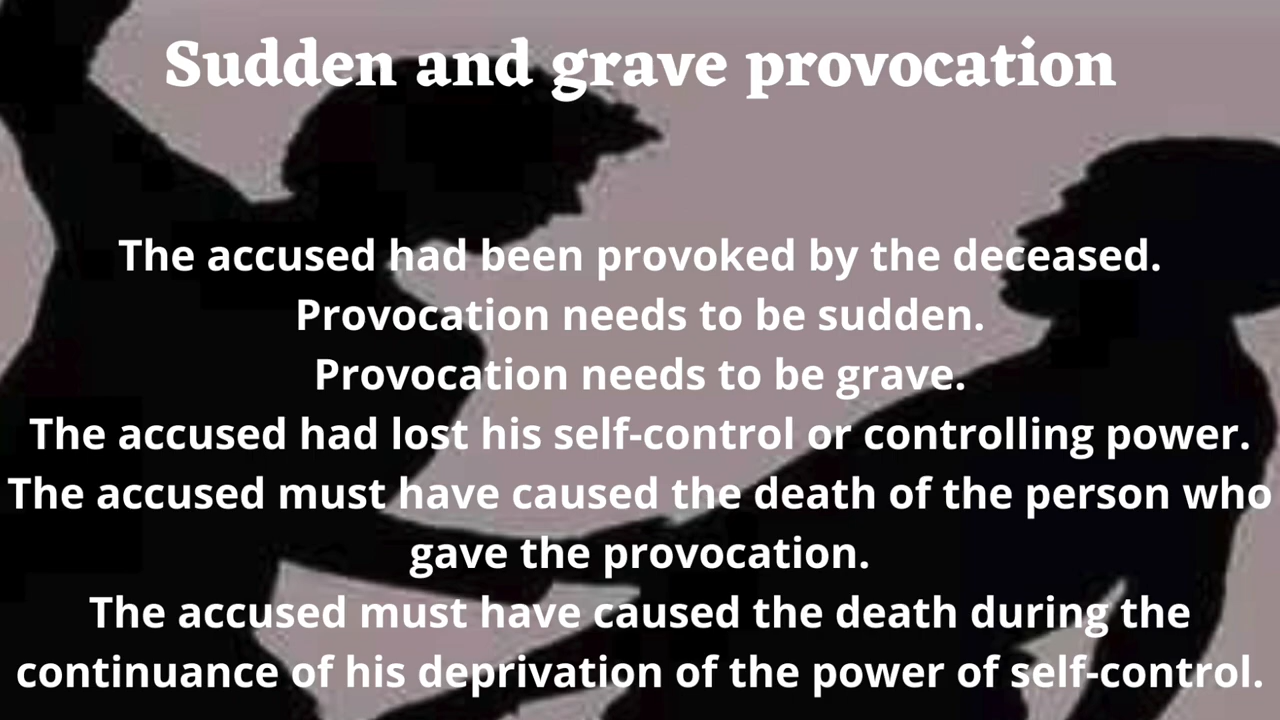 Sudden and grave provocation
The accused had been provoked by the deceased.
Provocation needs to be sudden.
Provocation needs to be grave.
The accused had lost his self-control or controlling power.
The accused must have caused the death of the person who
gave the provocation.
The accused must have caused the death during the
continuance of his deprivation of the power of self-control.